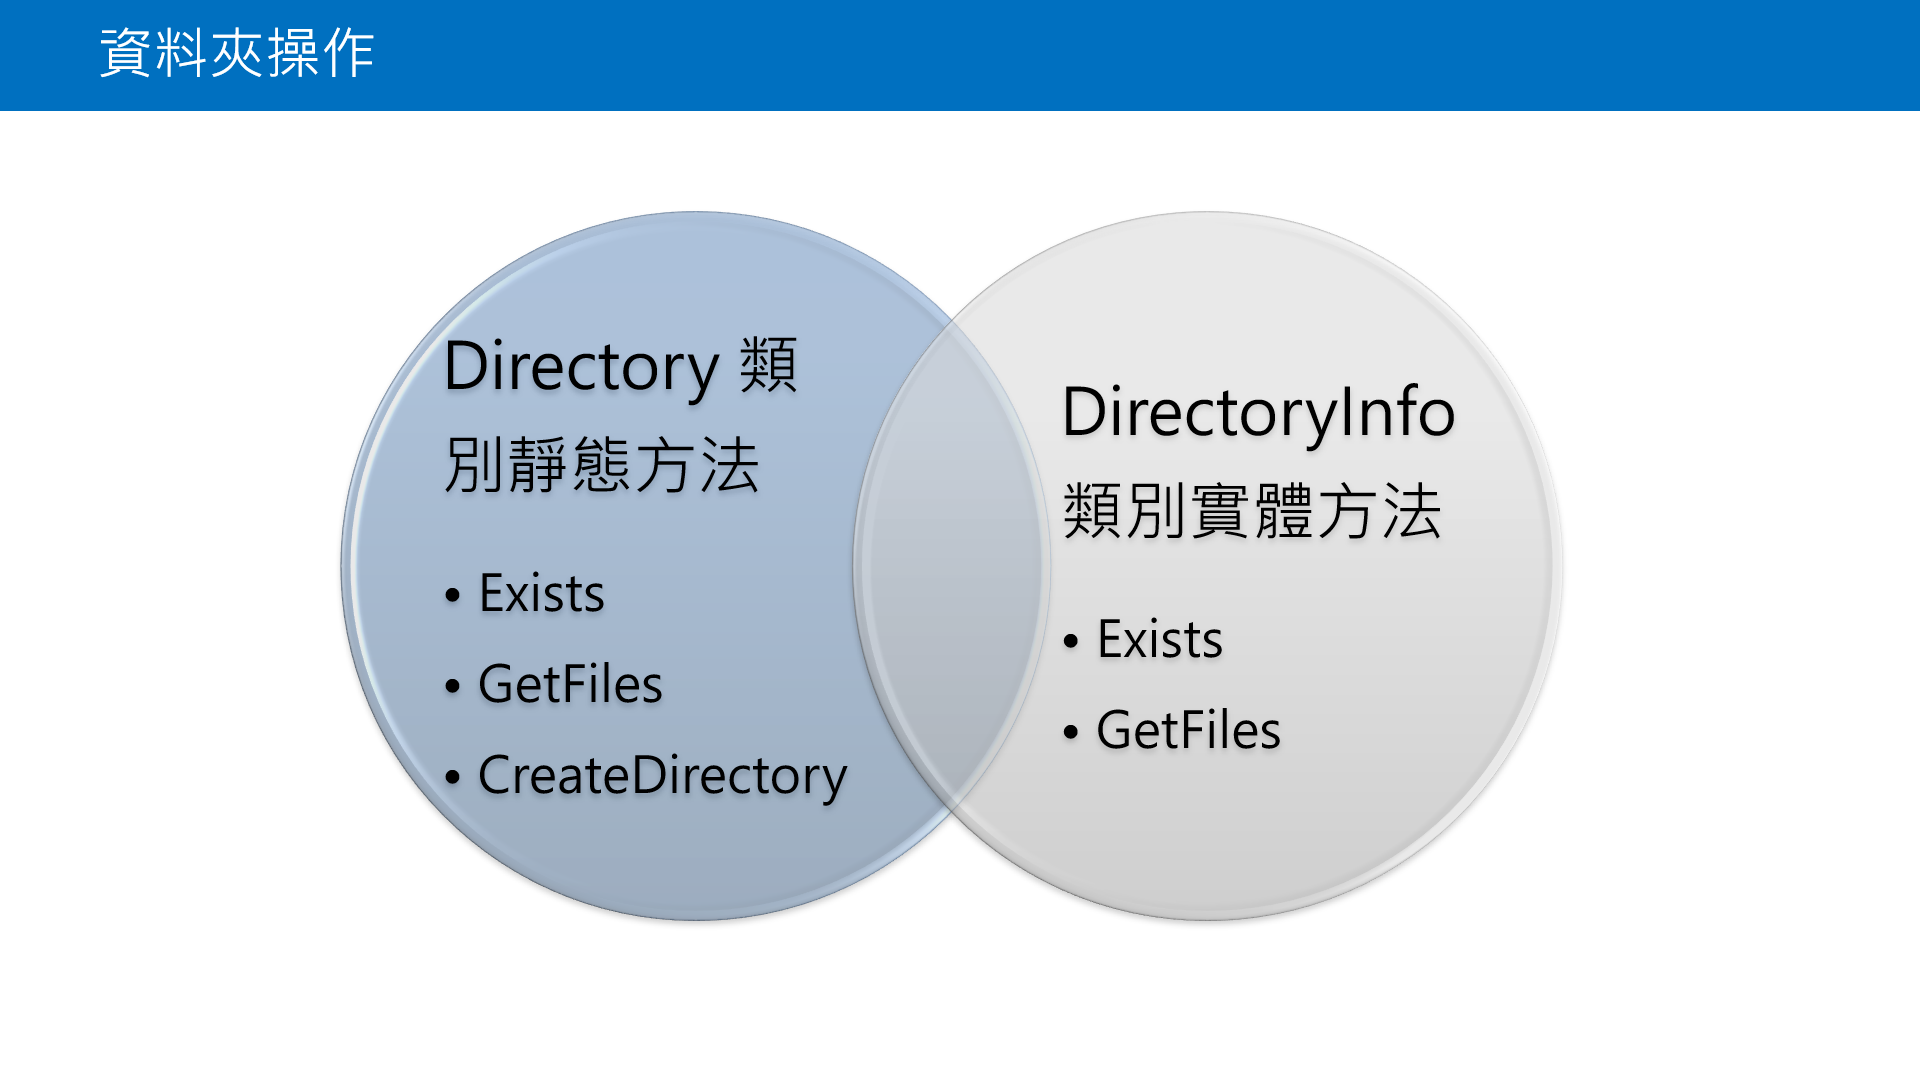 資料夾操作
Directory 類
別靜態方法
• Exists
• GetFiles
• CreateDirectory
DirectoryInfo
類別實體方法
• Exists
• GetFiles